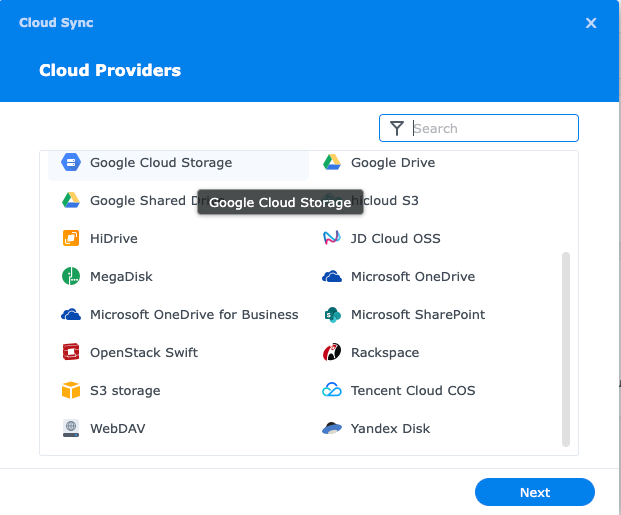 Cloud Sync
Cloud Providers
Search
Google Cloud Storage
Google Drive
Google Shared Dri
Google Cloud Storage
hicloud S3
HiDrive
JD Cloud OSS
MegaDisk
Microsoft OneDrive
Microsoft OneDrive for Business
Microsoft SharePoint
OpenStack Swift
Rackspace
S3 storage
Tencent Cloud COS
WebDAV
Yandex Disk
Next